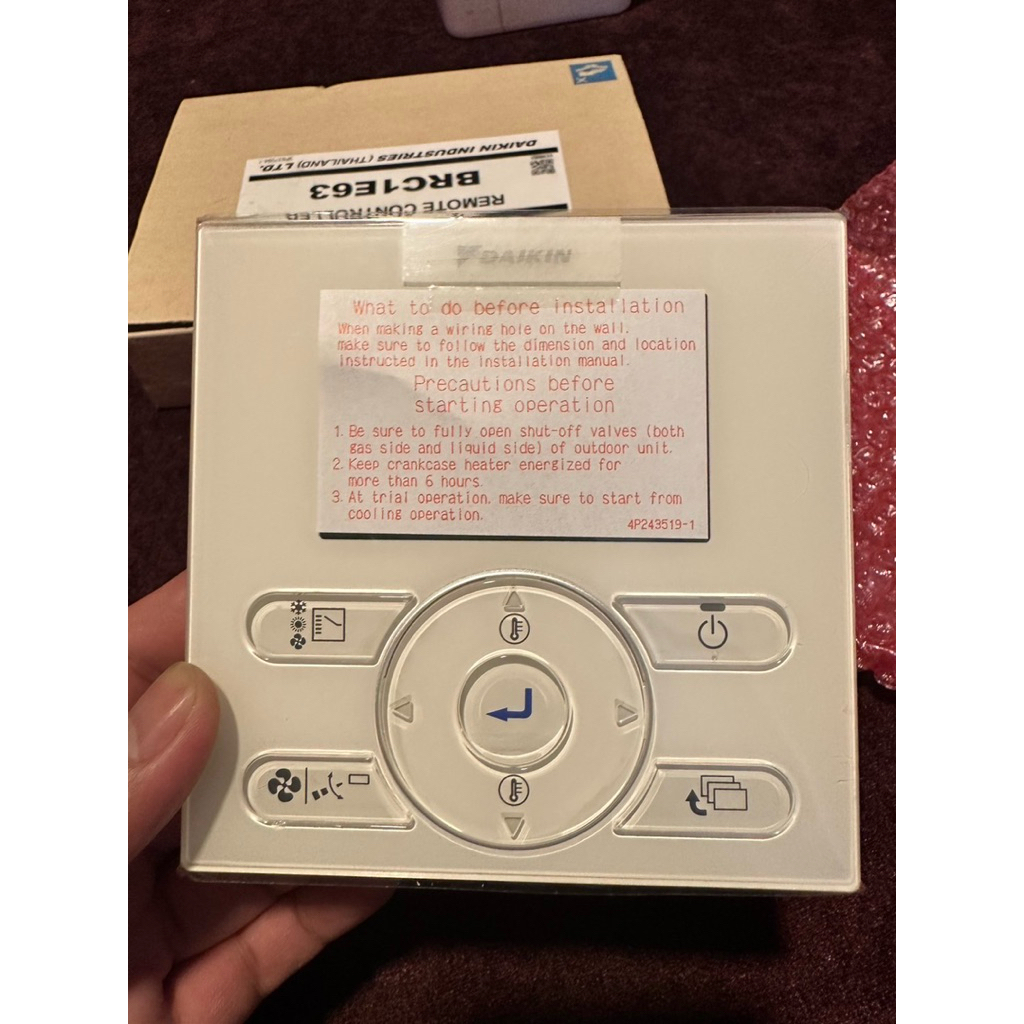 DAIKIN INDUSTRIES (THAILAND) LTD.
BRC1E63
REMOTE CONTROLLER
DAIKIN
What to do before installation
When making a wiring hole on the wall.
make sure to follow the dimension and location
instructed in the installation manual.
Precautions before
starting operation
1. Be sure to fully open shut-off valves (both
gas side and liquid side) of outdoor unit.
2. Keep crankcase heater energized for
more than 6 hours.
3. At trial operation. make sure to start from
cooling operation.
4P243519-1